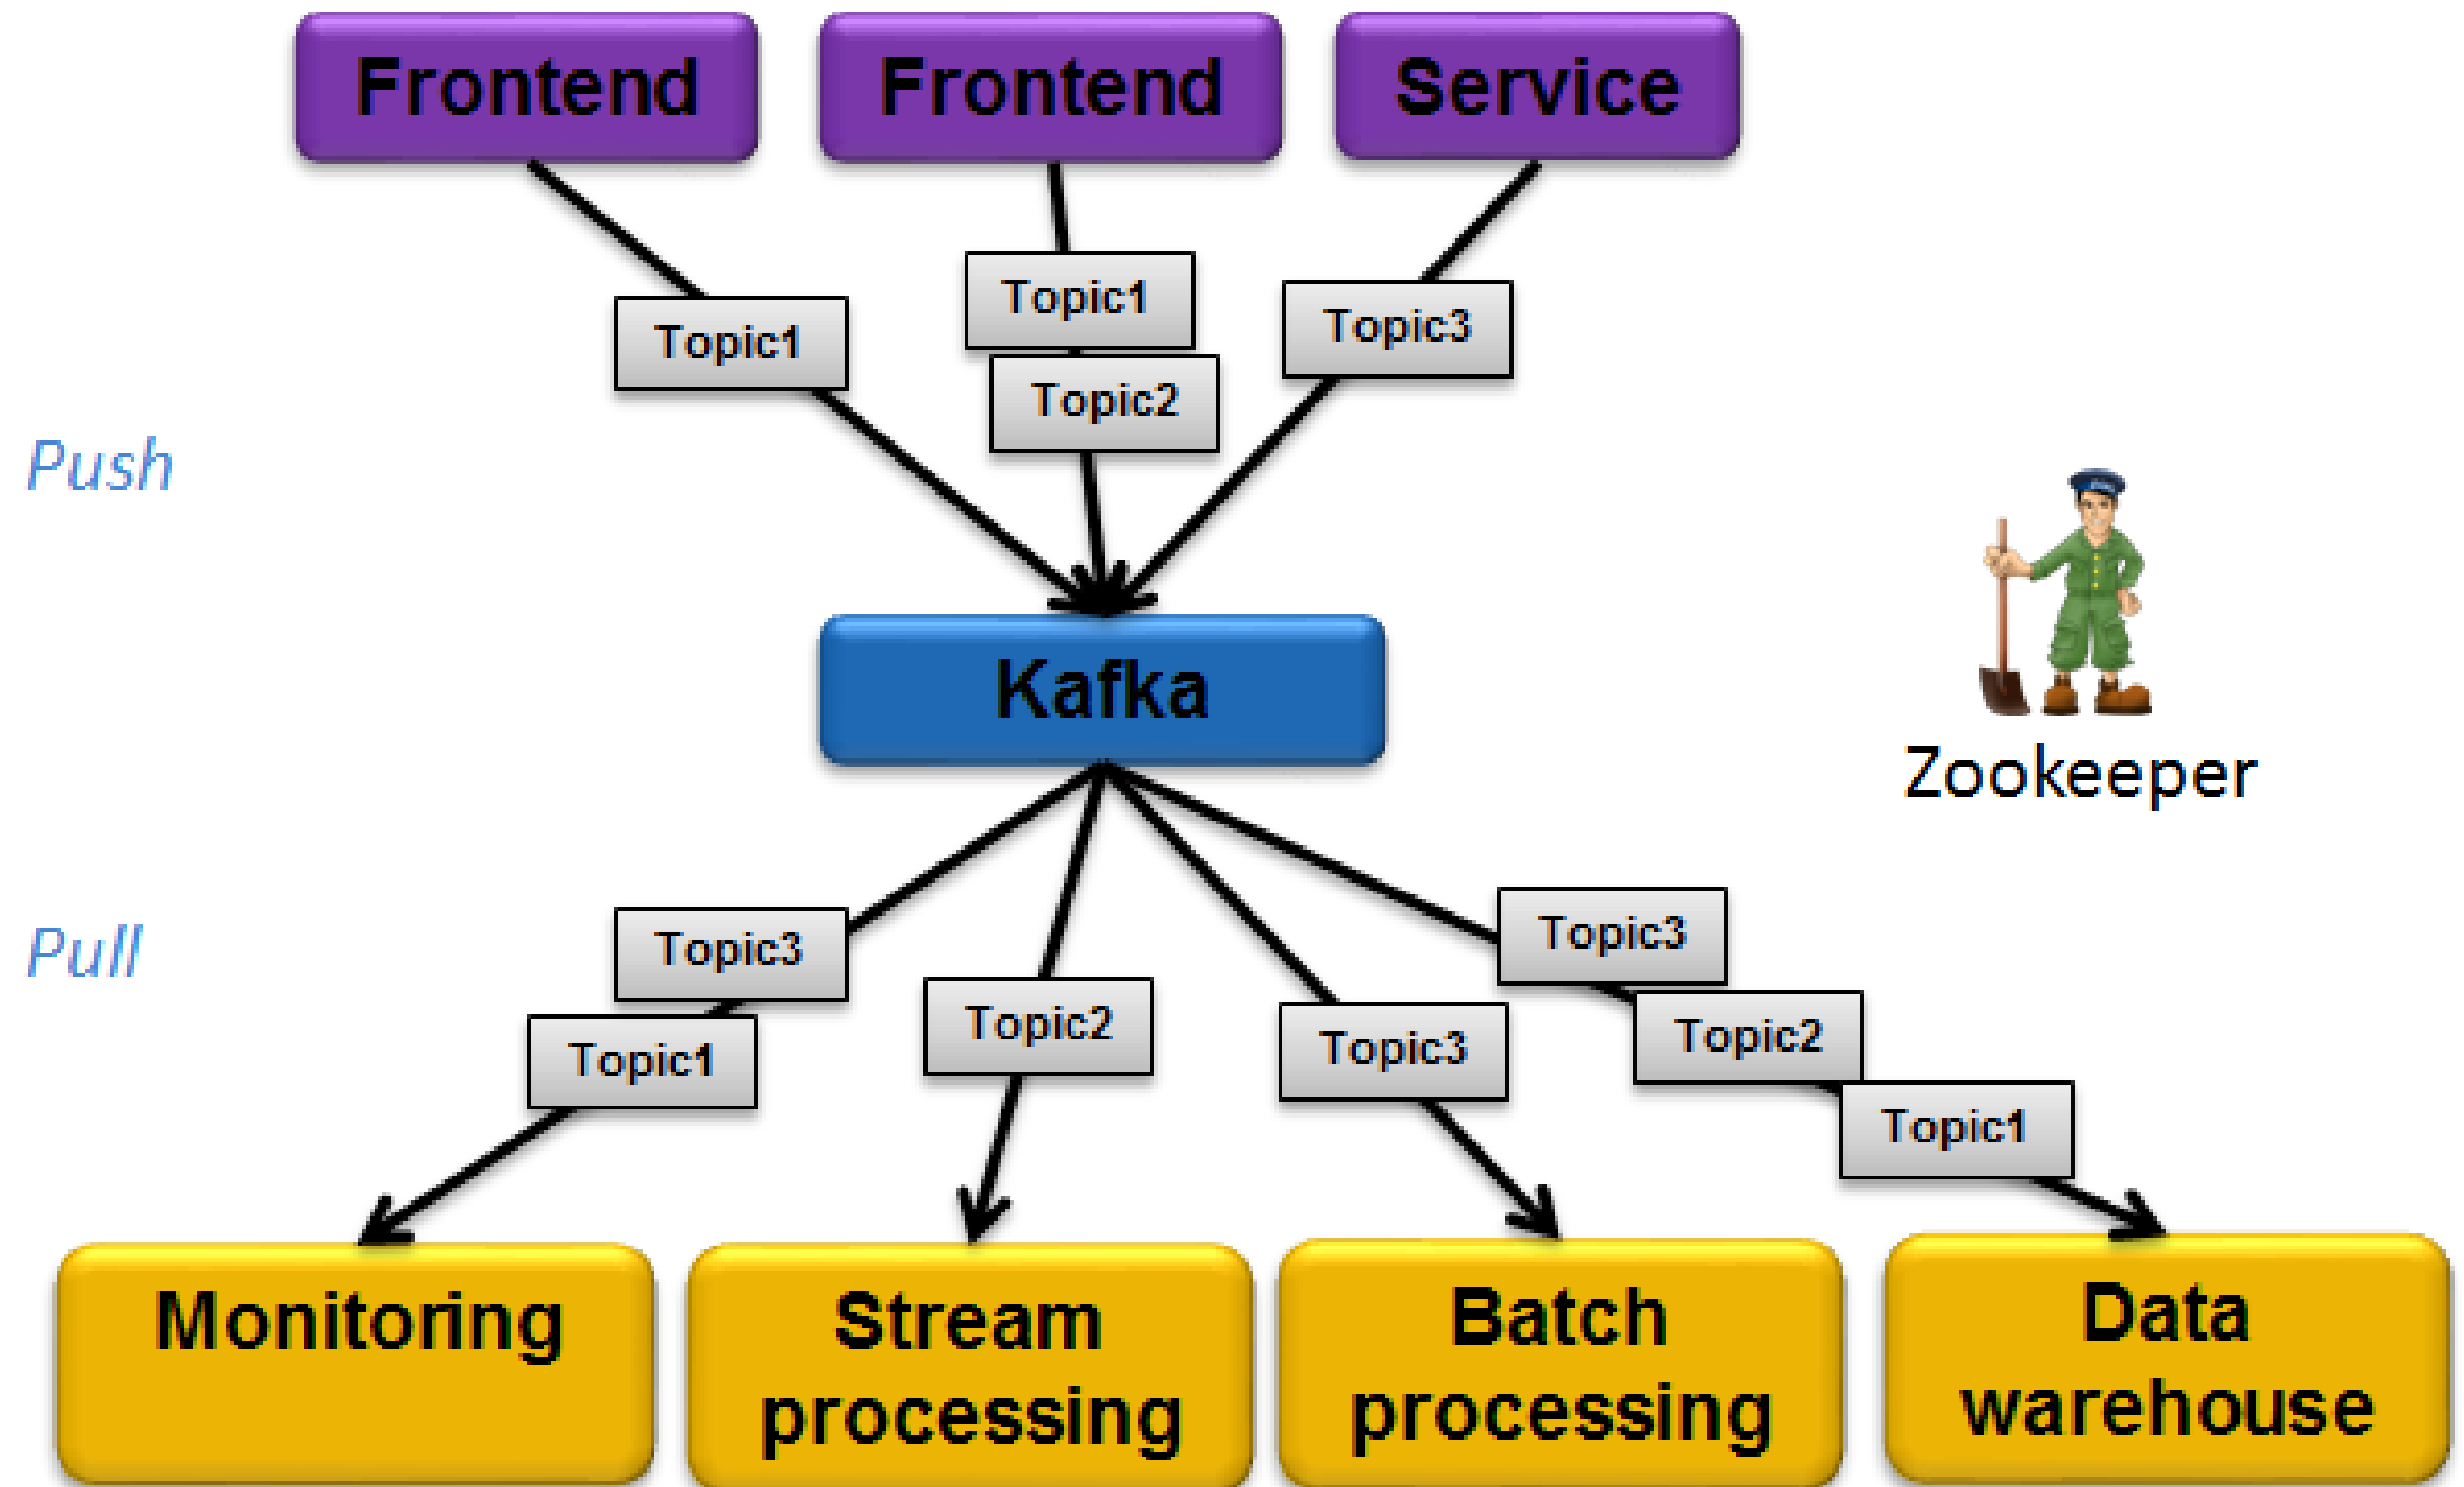 Frontend
Frontend
Service
Topic1
Topic1
Topic2
Topic3
Push
Kafka
Zookeeper
Pull
Topic3
Topic1
Topic2
Topic3
Topic3
Topic2
Topic1
Monitoring
Stream
processing
Batch
processing
Data
warehouse